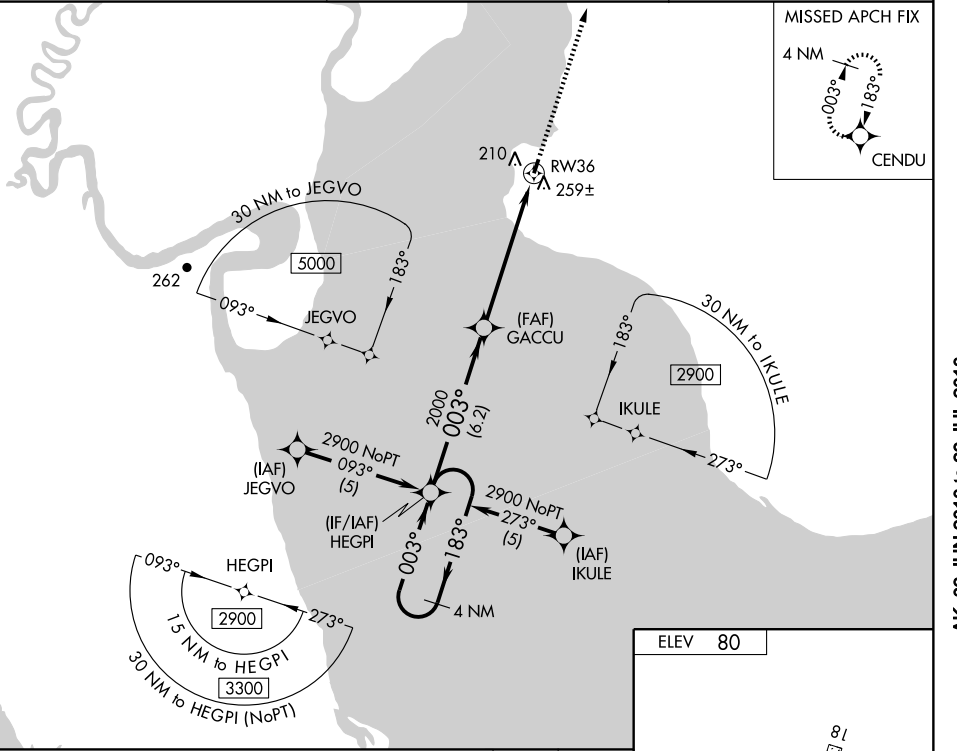 MISSED APCH FIX
4 NM
003°
183°
CENDU
210
RW36
259±
30 NM to JEGVO
5000
183°
262
093°
JEGVO
(FAF)
GACCU
30 NM to IKULE
183°
2900
IKULE
273°
2000
003°
(6.2)
2900 NoPT
093°
(5)
(IAF)
JEGVO
(IF/IAF)
HEGPI
2900 NoPT
273°
(5)
(IAF)
IKULE
003°
183°
4 NM
093°
HEGPI
273°
2900
15 NM to HEGPI
3300
30 NM to HEGPI (NoPT)
ELEV 80
18